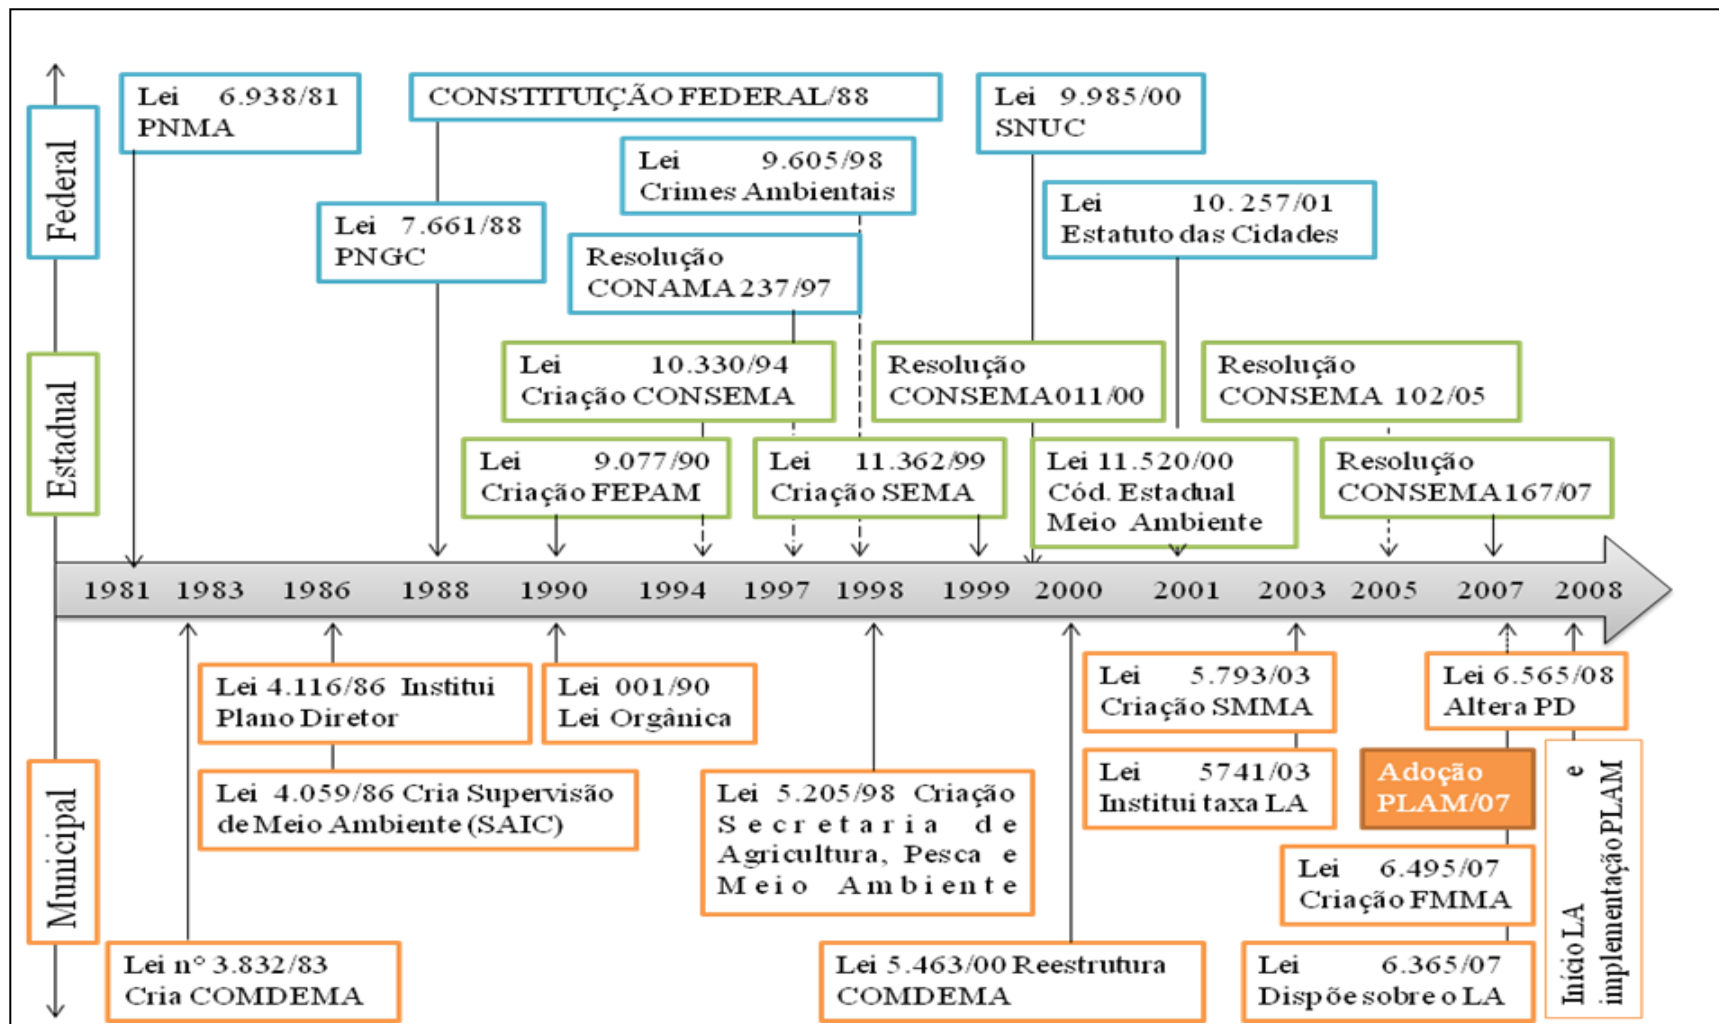 Federal
Lei 6.938/81
PNMA
CONSTITUIÇÃO FEDERAL/88
Lei 9.985/00
SNUC
Lei 9.605/98
Crimes Ambientais
Lei 7.661/88
PNGC
Lei 10. 257/01
Estatuto das Cidades
Resolução
CONAMA 237/97
Estadual
Lei 10.330/94
Criação CONSEMA
Resolução
CONSEMA 011/00
Resolução
CONSEMA 102/05
Lei 9.077/90
Criação FEPAM
Lei 11.362/99
Criação SEMA
Lei 11.520/00
Cód. Estadual
Meio Ambiente
Resolução
CONSEMA 167/07
1981 1983 1986 1988 1990 1994 1997 1998 1999 2000 2001 2003 2005 2007 2008
Municipal
Lei 4.116/86 Institui
Plano Diretor
Lei 001/90
Lei Orgânica
Lei 5.793/03
Criação SMMA
Lei 6.565/08
Altera PD
Lei 4.059/86 Cria Supervisão
de Meio Ambiente (SAIC)
Lei 5.205/98 Criação
Secretaria de
Agricultura, Pesca e
Meio Ambiente
Lei 5741/03
Institui taxa LA
Adoção
PLAM/07
Lei 6.495/07
Criação FMMA
Lei nº 3.832/83
Cria COMDEMA
Lei 5.463/00 Reestrutura
COMDEMA
Lei 6.365/07
Dispõe sobre o LA
Início LA e
implementação PLAM